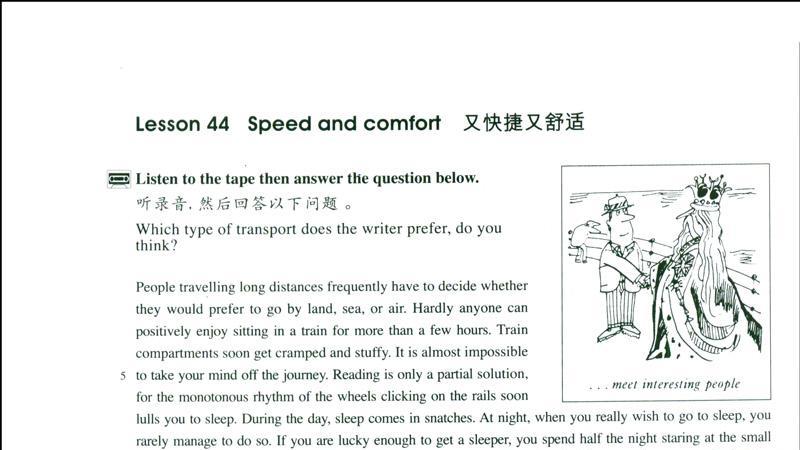 Lesson 44 Speed and comfort 又快捷又舒适
Listen to the tape then answer the question below.
听录音，然后回答以下问题。
Which type of transport does the writer prefer, do you
think?
People travelling long distances frequently have to decide whether
they would prefer to go by land, sea, or air. Hardly anyone can
positively enjoy sitting in a train for more than a few hours. Train
compartments soon get cramped and stuffy. It is almost impossible
5 to take your mind off the journey. Reading is only a partial solution,
for the monotonous rhythm of the wheels clicking on the rails soon
...meet interesting people
lulls you to sleep. During the day, sleep comes in snatches. At night, when you really wish to go to sleep, you
rarely manage to do so. If you are lucky enough to get a sleeper, you spend half the night staring at the small